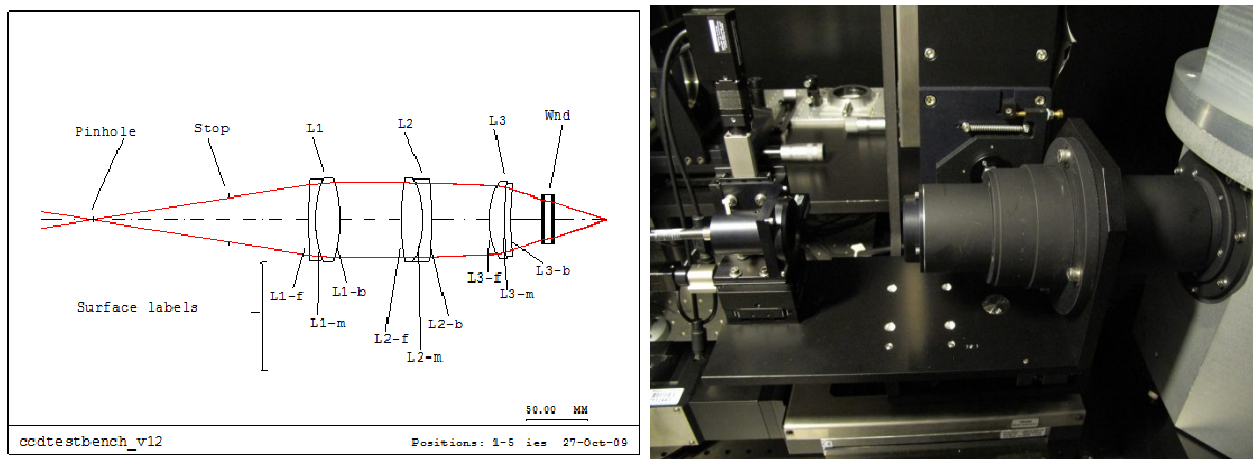 Pinhole
Stop
L1
L2
L3
Wnd
L1-f
L1-b
L1-m
L2-f
L2-b
L2-m
L3-f
L3-m
L3-b
Surface labels
50.00 MM
ccdtestbench_v12
Positions: 1-5 ies 27-Oct-09